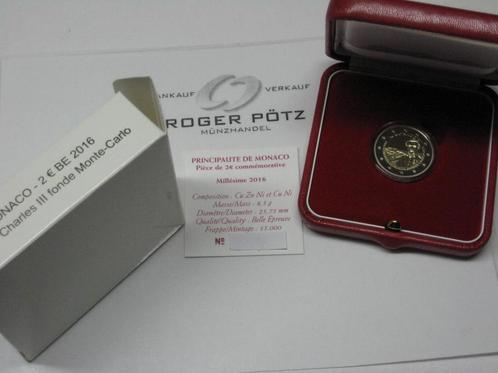 ANKAUF VERKAUF
ROGER PÖTZ
MÜNZHANDEL
MONACO - 2 € BE 2016
Charles III fonde Monte-Carlo
PRINCIPAUTE DE MONACO
Pièce de 2€ commémorative
Millésime 2016
Composition : Cu Zn Ni et Cu Ni
Masse/Mass - 8.5 g
Diamètre/Diameter - 25.75 mm
Qualité/Quality : Belle Epreuve
Frappe/Mintage : 15.000
N°